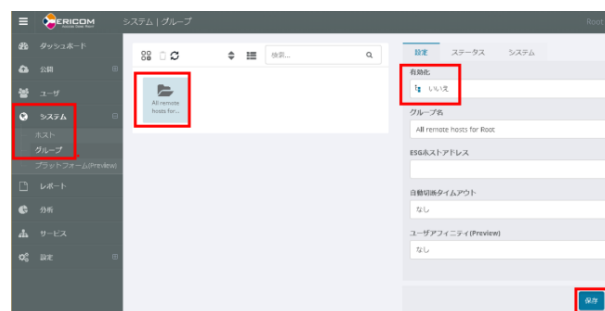 ERICOM
システム | グループ
Root
ダッシュボード
公開
ユーザ
システム
ホスト
グループ
プラットフォーム(Preview)
レポート
分析
サービス
設定
検索...
All remote
hosts for...
設定 ステータス システム
有効化
いいえ
グループ名
All remote hosts for Root
ESGホストアドレス
自動切断タイムアウト
なし
ユーザアフィニティ(Preview)
なし
保存